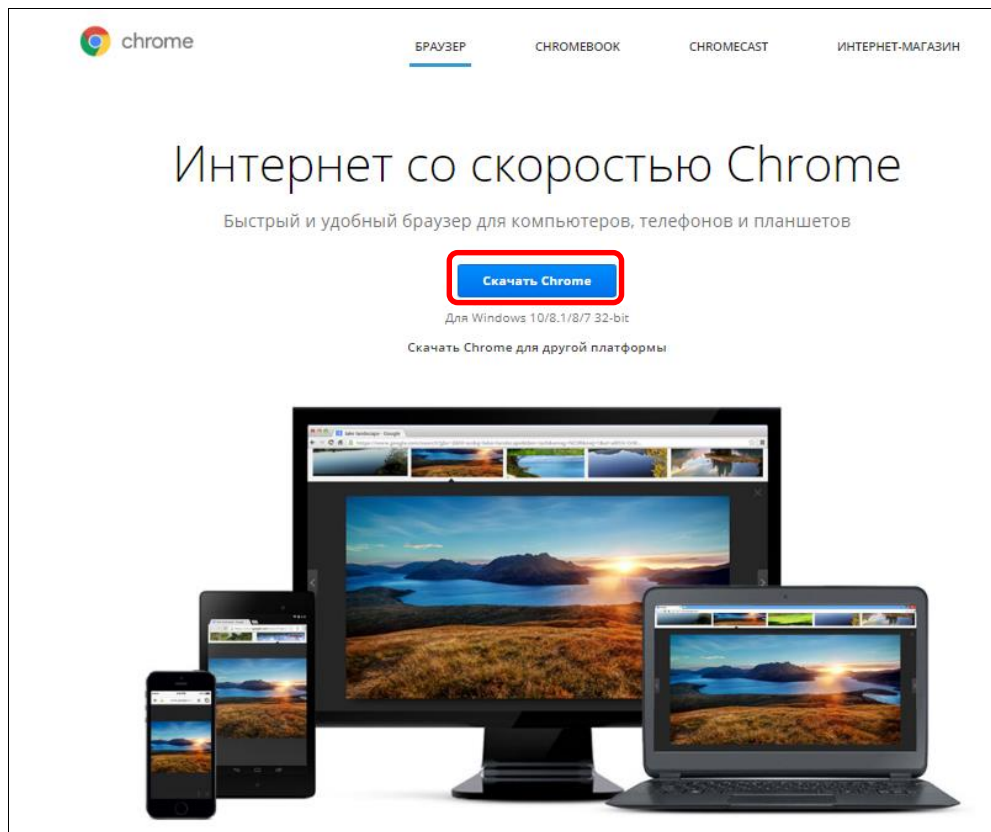 chrome
БРАУЗЕР CHROMEBOOK CHROMECAST ИНТЕРНЕТ-МАГАЗИН
Интернет со скоростью Chrome
Быстрый и удобный браузер для компьютеров, телефонов и планшетов
Скачать Chrome
Для Windows 10/8.1/8/7 32-bit
Скачать Chrome для другой платформы